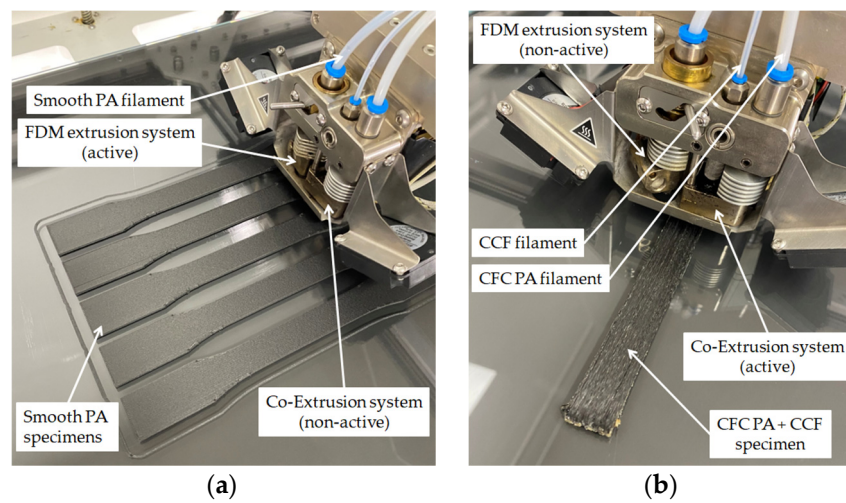 Smooth PA filament
FDM extrusion system
(active)
Smooth PA
specimens
Co-Extrusion system
(non-active)
(a)
FDM extrusion system
(non-active)
CCF filament
CFC PA filament
Co-Extrusion system
(active)
CFC PA + CCF
specimen
(b)